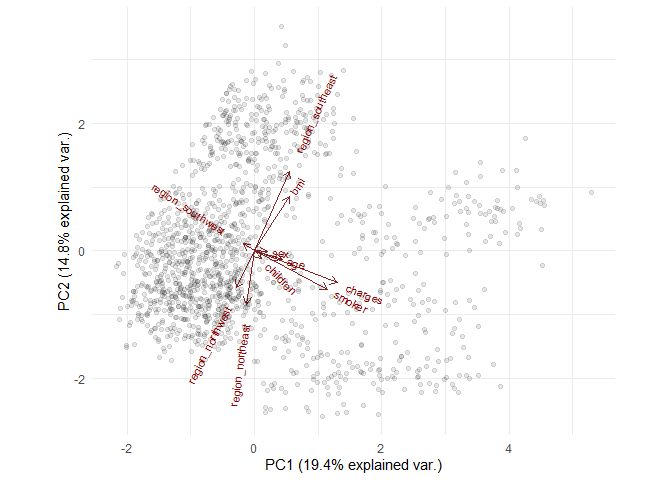 region_southeast
bmi
region_southwest
sex
age
children
charges
smoker
region_northwest
region_northeast
2
0
-2
-2
0
2
4
PC1 (19.4% explained var.)
PC2 (14.8% explained var.)